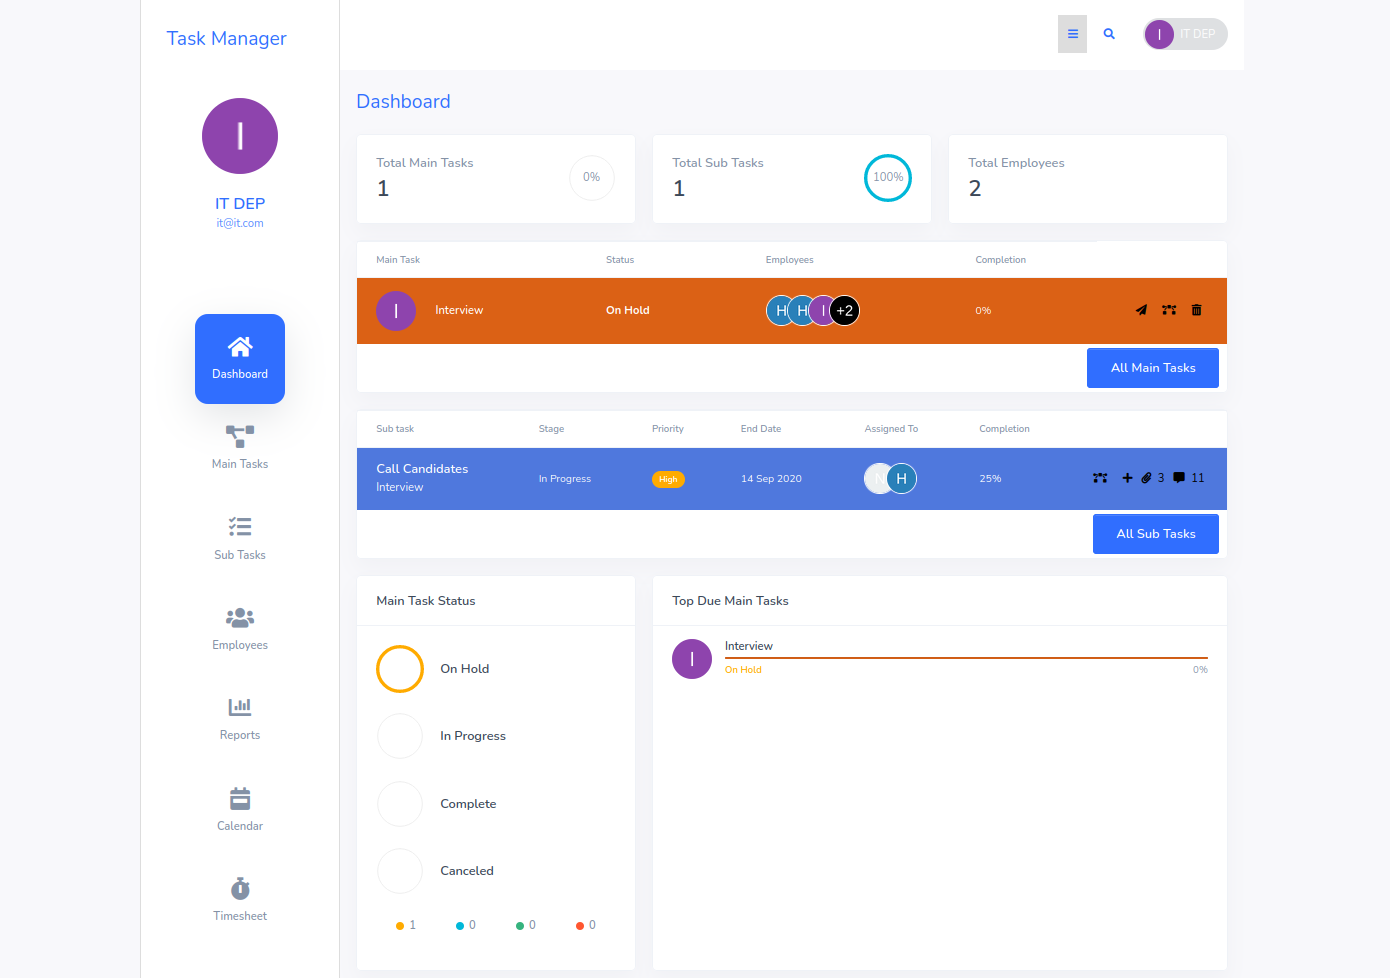 Task Manager
I
IT DEP
it@it.com
Dashboard
Main Tasks
Sub Tasks
Employees
Reports
Calendar
Timesheet
I IT DEP
Dashboard
Total Main Tasks
1
0%
Total Sub Tasks
1
100%
Total Employees
2
Main Task Status Employees Completion
I Interview On Hold H H I +2 0%
All Main Tasks
Sub task Stage Priority End Date Assigned To Completion
Call Candidates
Interview
In Progress High 14 Sep 2020 N H 25% 3 11
All Sub Tasks
Main Task Status
On Hold
In Progress
Complete
Canceled
1 0 0 0
Top Due Main Tasks
I
Interview
On Hold 0%